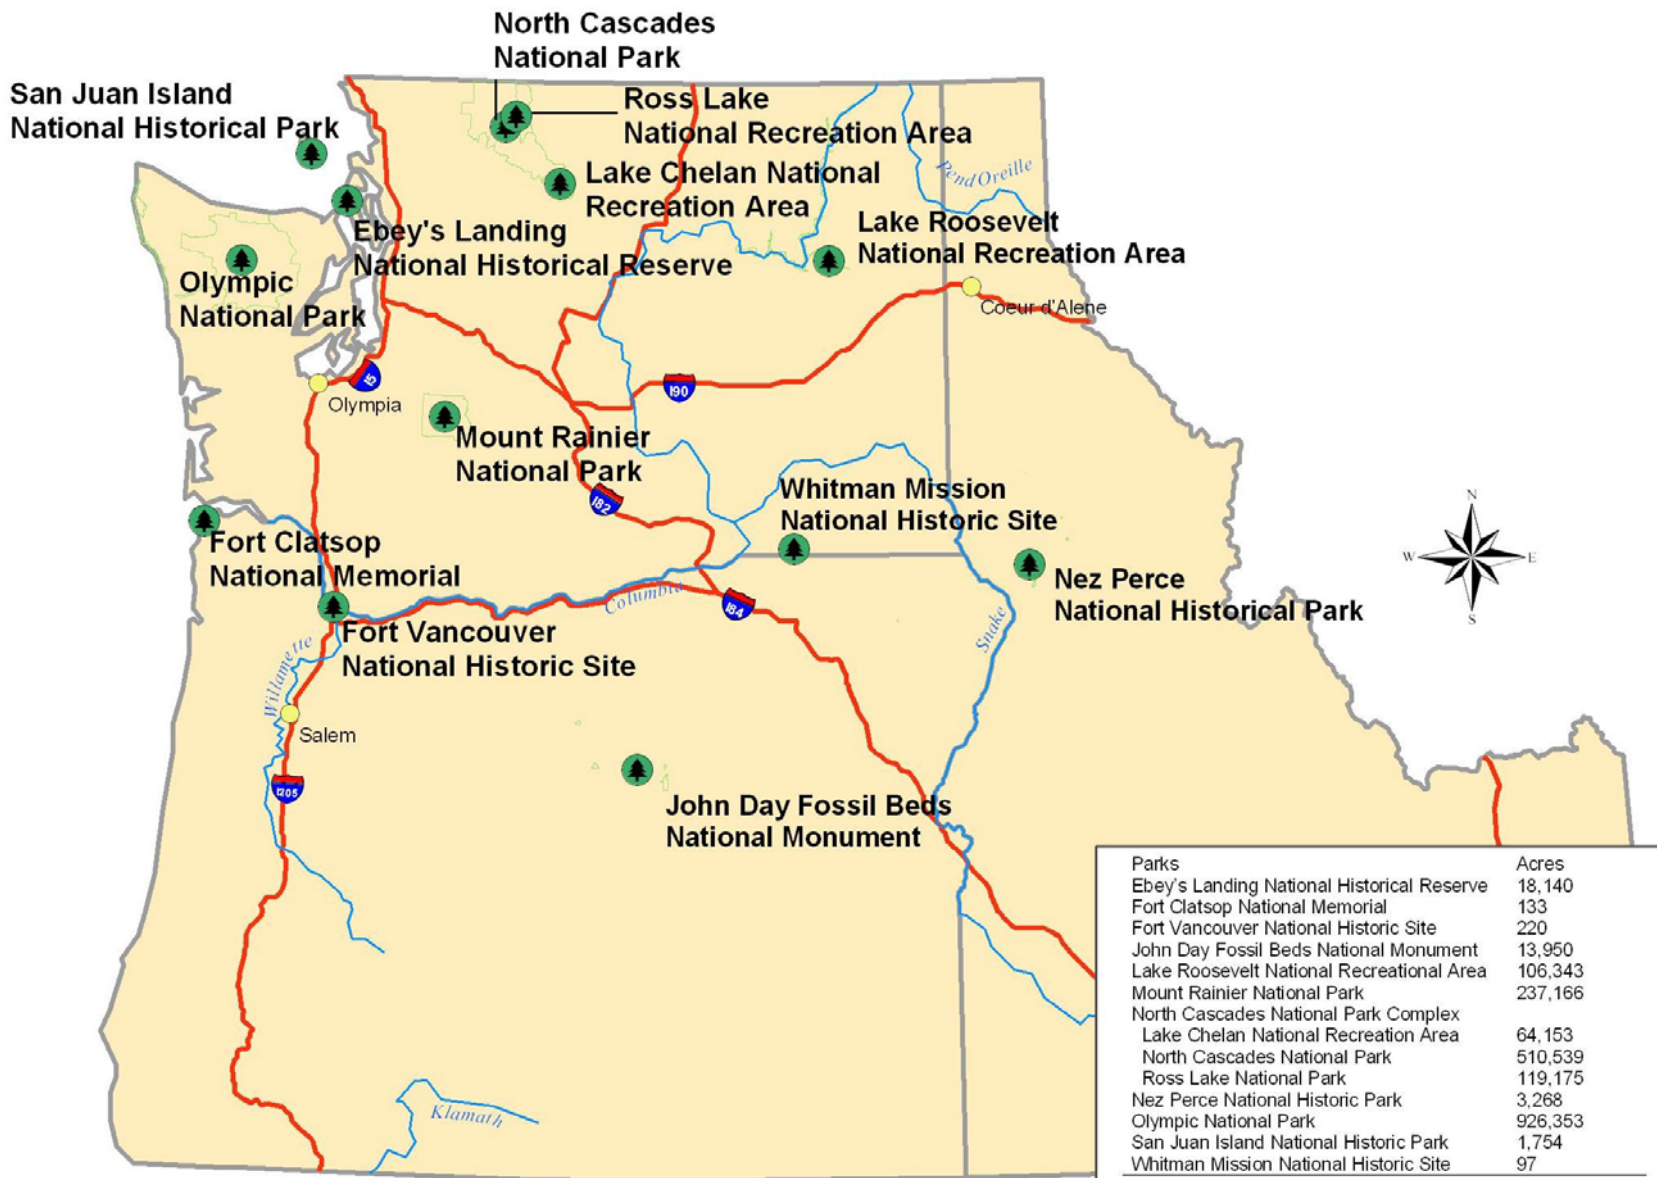 North Cascades
National Park
San Juan Island
National Historical Park
Ross Lake
National Recreation Area
Lake Chelan National
Recreation Area
PendOreille
Lake Roosevelt
National Recreation Area
Ebey's Landing
National Historical Reserve
Olympic
National Park
Coeur d'Alene
I5
I90
Olympia
Mount Rainier
National Park
I82
Whitman Mission
National Historic Site
N
W
E
S
Fort Clatsop
National Memorial
Nez Perce
National Historical Park
Columbia
I84
Snake
Fort Vancouver
National Historic Site
Willamette
Salem
I205
John Day Fossil Beds
National Monument
Klamath
Parks Acres
Ebey's Landing National Historical Reserve 18,140
Fort Clatsop National Memorial 133
Fort Vancouver National Historic Site 220
John Day Fossil Beds National Monument 13,950
Lake Roosevelt National Recreational Area 106,343
Mount Rainier National Park 237,166
North Cascades National Park Complex
Lake Chelan National Recreation Area 64,153
North Cascades National Park 510,539
Ross Lake National Park 119,175
Nez Perce National Historic Park 3,268
Olympic National Park 926,353
San Juan Island National Historic Park 1,754
Whitman Mission National Historic Site 97